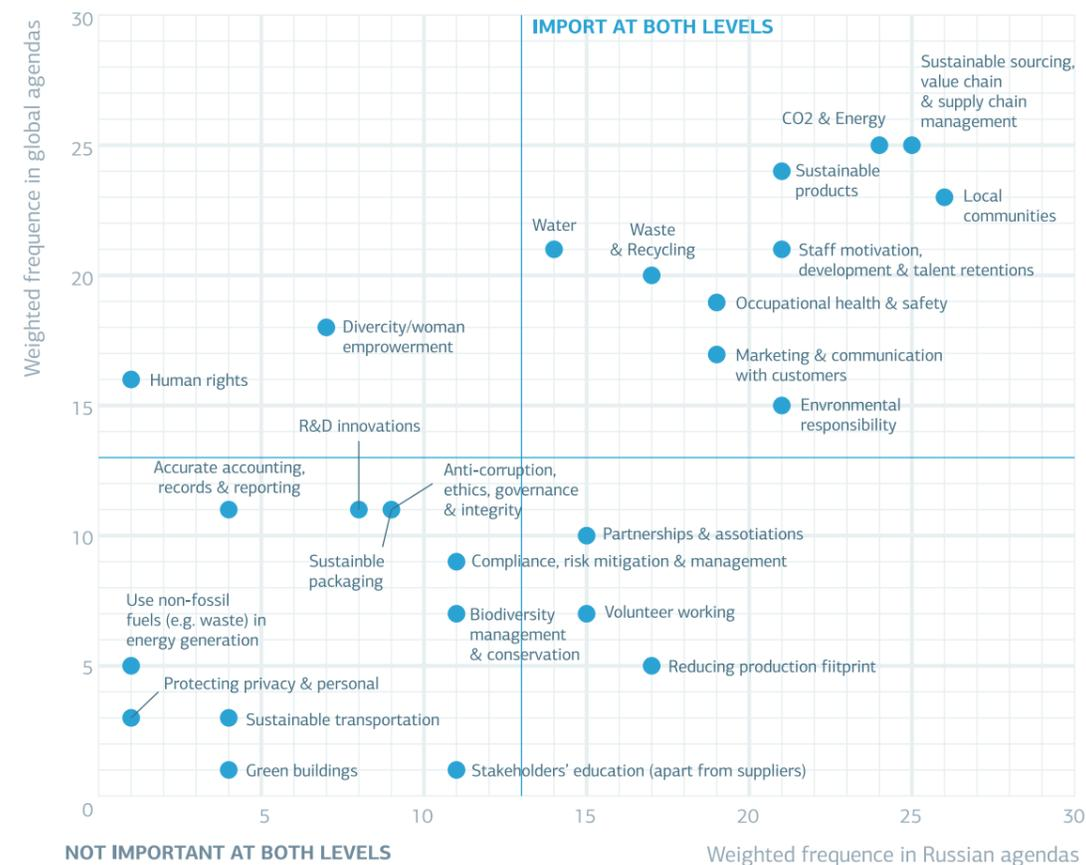 Weighted frequence in global agendas
30
25
20
15
10
5
0
IMPORT AT BOTH LEVELS
Sustainable sourcing,
value chain
& supply chain
management
CO2 & Energy
Sustainable
products
Local
communities
Water
Waste
& Recycling
Staff motivation,
development & talent retentions
Occupational health & safety
Divercity/woman
emprowerment
Marketing & communication
with customers
Human rights
Envronmental
responsibility
R&D innovations
Accurate accounting,
records & reporting
Anti-corruption,
ethics, governance
& integrity
Partnerships & assotiations
Sustainble
packaging
Compliance, risk mitigation & management
Use non-fossil
fuels (e.g. waste) in
energy generation
Biodiversity
management
& conservation
Volunteer working
Reducing production fiitprint
Protecting privacy & personal
Sustainable transportation
Green buildings
Stakeholders' education (apart from suppliers)
5
10
15
20
25
30
NOT IMPORTANT AT BOTH LEVELS
Weighted frequence in Russian agendas